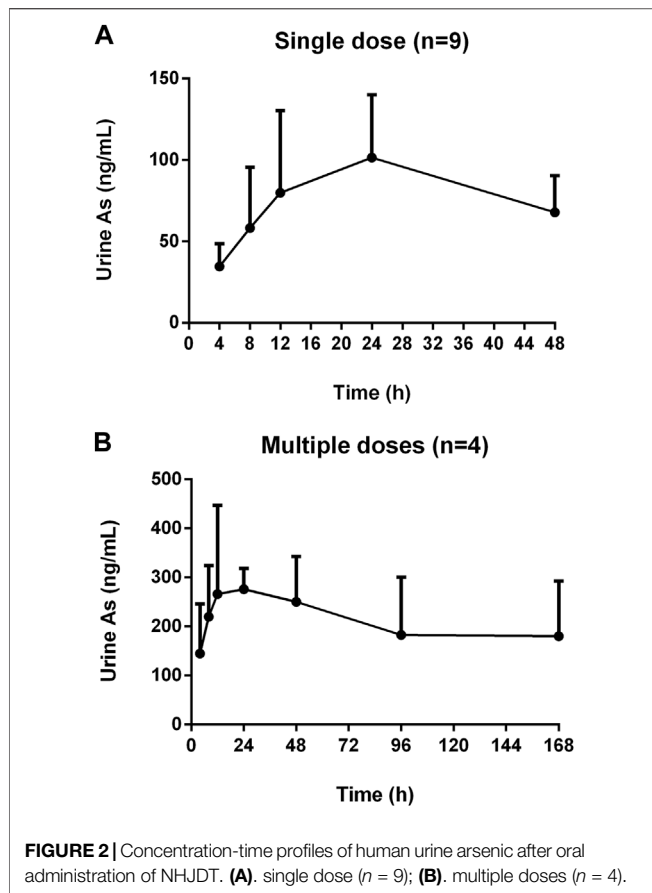 A
Single dose (n=9)
Urine As (ng/mL)
150
100
50
0
0 4 8 12 16 20 24 28 32 36 40 44 48
Time (h)
B
Multiple doses (n=4)
Urine As (ng/mL)
500
400
300
200
100
0
0 24 48 72 96 120 144 168
Time (h)
FIGURE 2 | Concentration-time profiles of human urine arsenic after oral
administration of NHJDT. (A). single dose (n = 9); (B). multiple doses (n = 4).